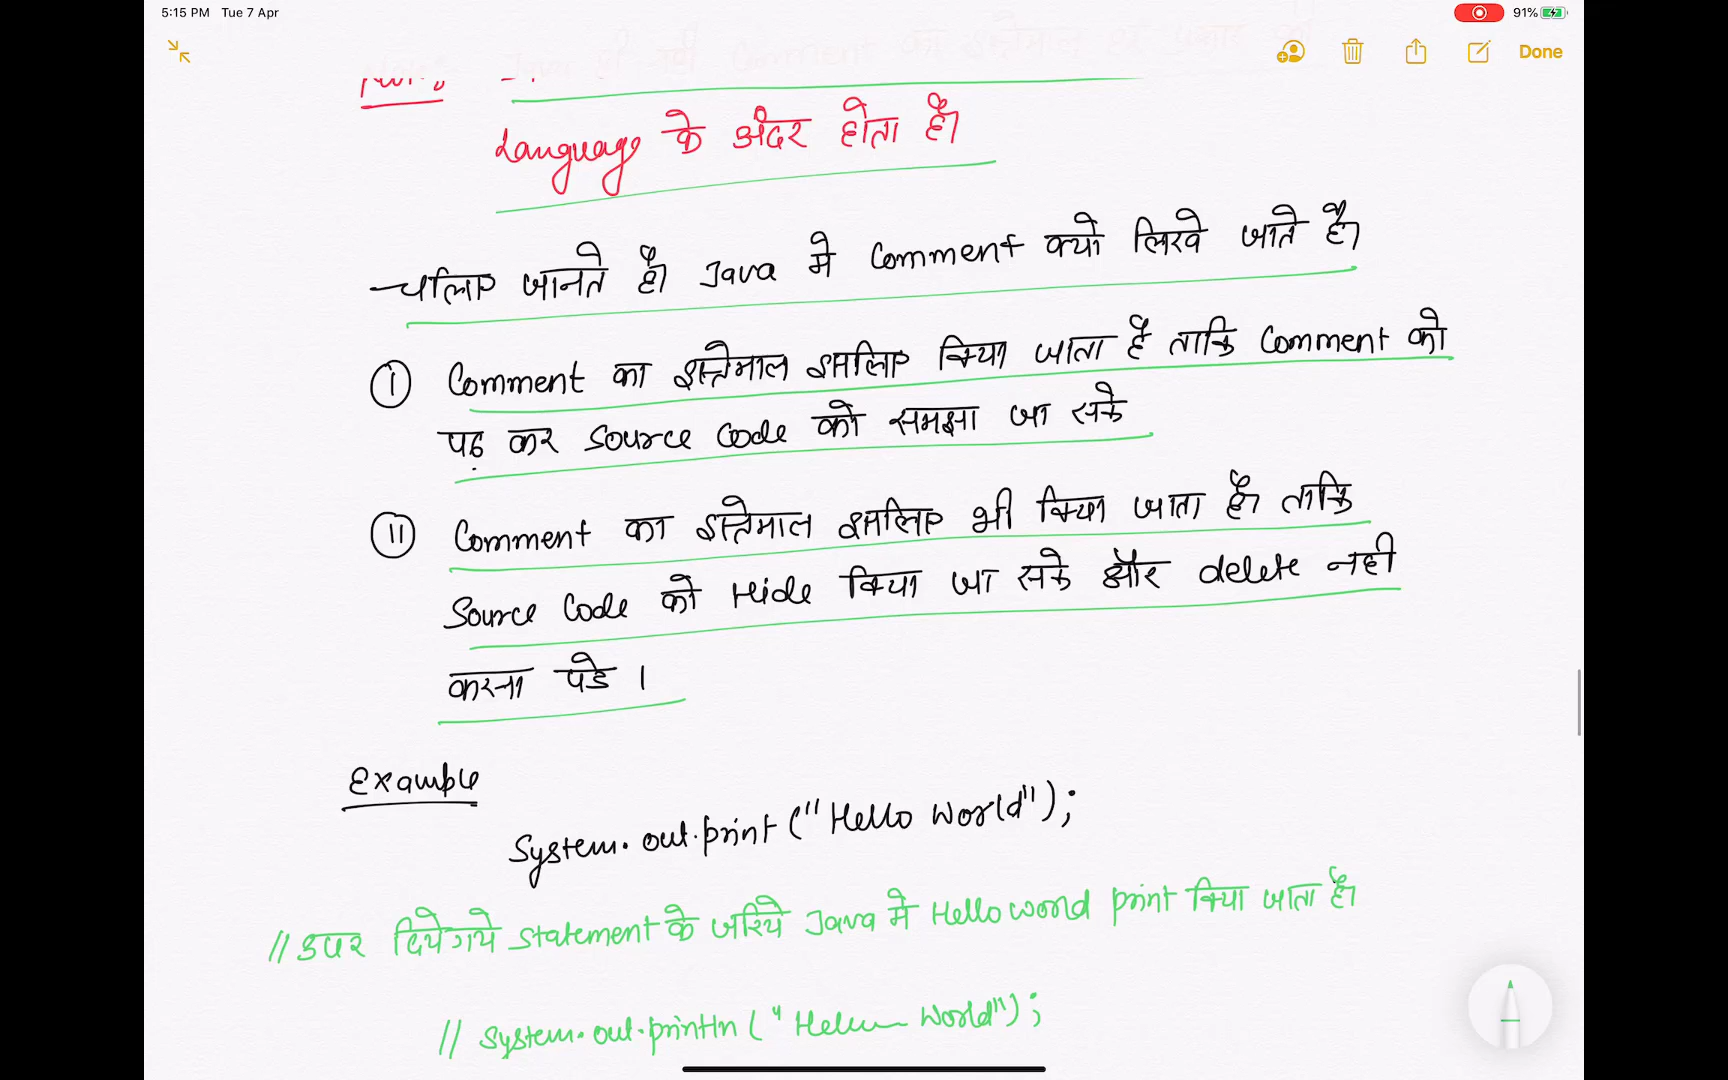 5:15 PM Tue 7 Apr
91%
Done
Language के अंदर होता है।
चलिए जानते है। Java मे Comment क्यो लिखे जाते है।
I Comment का इस्तेमाल इसलिए किया जाता है ताकि Comment को
पढ़ कर Source Code को समझा जा सके
II Comment का इस्तेमाल इसलिए भी किया जाता है। ताकि
Source Code को Hide किया जा सके और delete नही
करना पडे ।
Example
System.out.print ("Hello World");
// उपर दिये गये statement के जरिये Java मे Hello world print किया जाता है।
// System.out.println (" World");